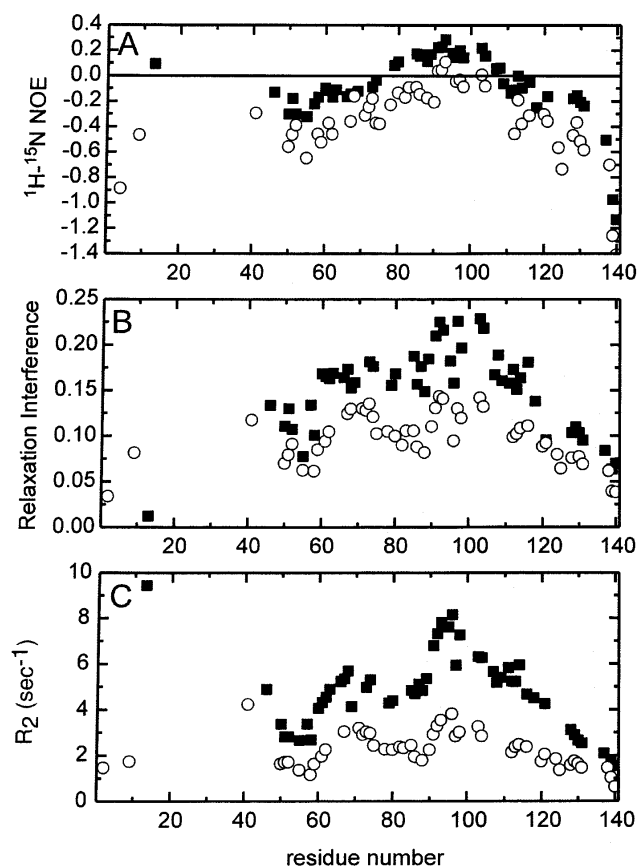 A
¹H-¹⁵N NOE
0.4
0.2
0.0
-0.2
-0.4
-0.6
-0.8
-1.0
-1.2
-1.4
20 40 60 80 100 120 140
B
Relaxation Interference
0.25
0.20
0.15
0.10
0.05
0.00
20 40 60 80 100 120 140
C
R₂ (sec⁻¹)
10
8
6
4
2
0
0 20 40 60 80 100 120 140
residue number